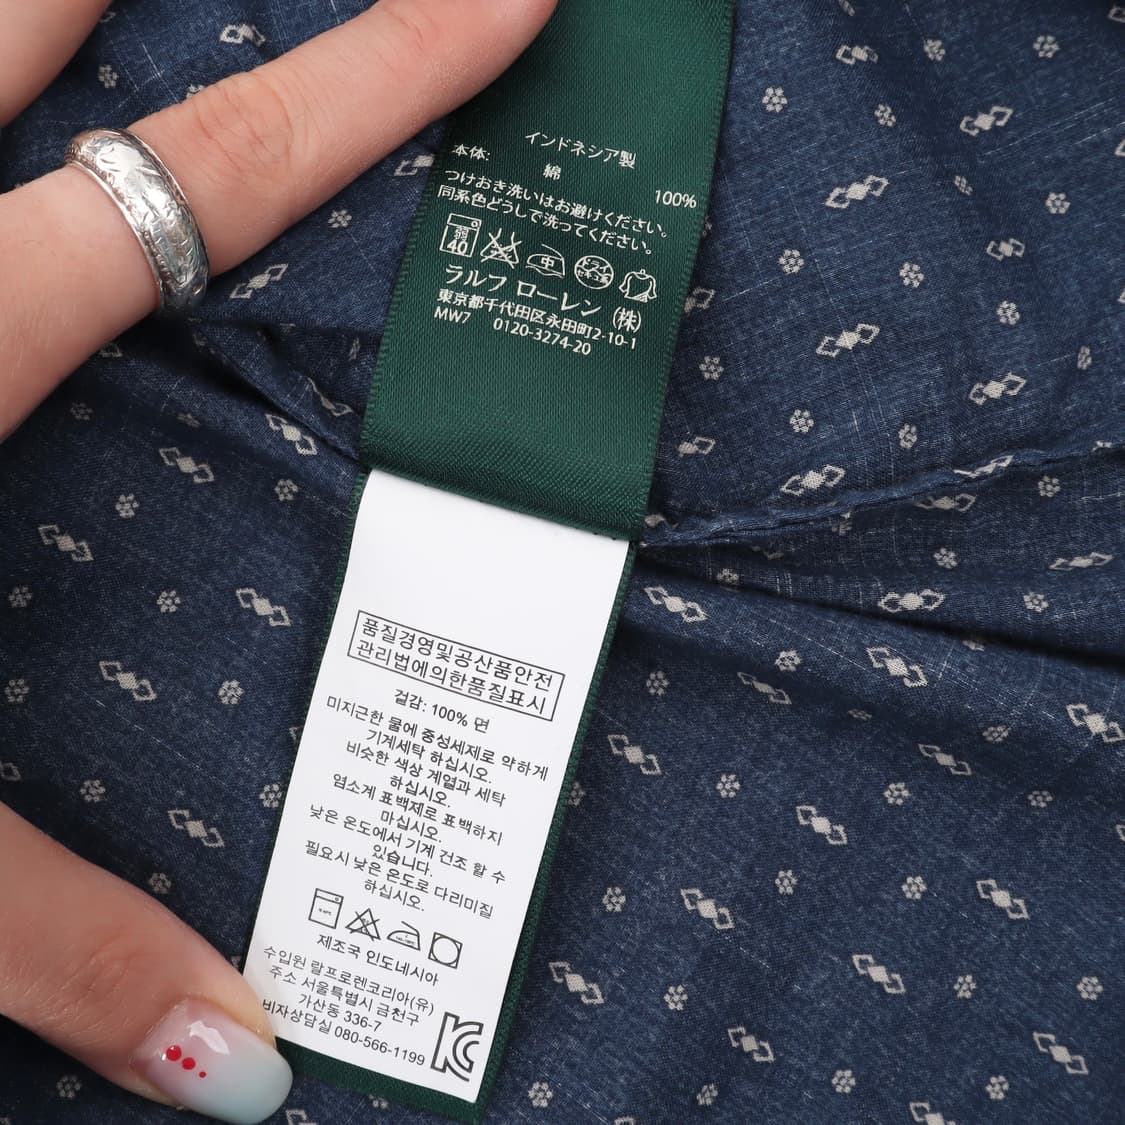 インドネシア製
本体:
綿 100%
つけおき洗いはお避けください。
同系色どうしで洗ってください。
弱
40
中
ドライ
セキユ系
ラルフ ローレン (株)
東京都千代田区永田町2-10-1
MW7 0120-3274-20
품질경영및공산품안전
관리법에의한품질표시
겉감: 100% 면
미지근한 물에 중성세제로 약하게
기계세탁 하십시오.
비슷한 색상 계열과 세탁
하십시오.
염소계 표백제로 표백하지
마십시오.
낮은 온도에서 기계 건조 할 수
있습니다.
필요시 낮은 온도로 다리미질
하십시오.
제조국 인도네시아
수입원 랄프로렌코리아(유)
주소 서울특별시 금천구
가산동 336-7
비자상담실 080-566-1199
KC